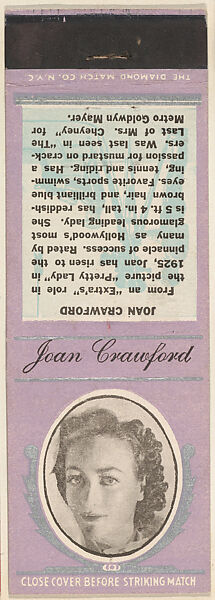 THE DIAMOND MATCH CO. N.Y.C.
JOAN CRAWFORD
From an "Extra's" role in
the picture "Pretty Lady" in
1925, Joan has risen to the
pinnacle of success. Rated by
many as Hollywood's most
glamorous leading lady. She
is 5 ft. 4 in. tall, has reddish-
brown hair, and brilliant blue
eyes. Favorite sports, swimm-
ing, tennis and riding. Has a
passion for mustard on crack-
ers. Was last seen in "The
Last of Mrs. Cheyney," for
Metro Goldwyn Mayer.
Joan Crawford
CLOSE COVER BEFORE STRIKING MATCH